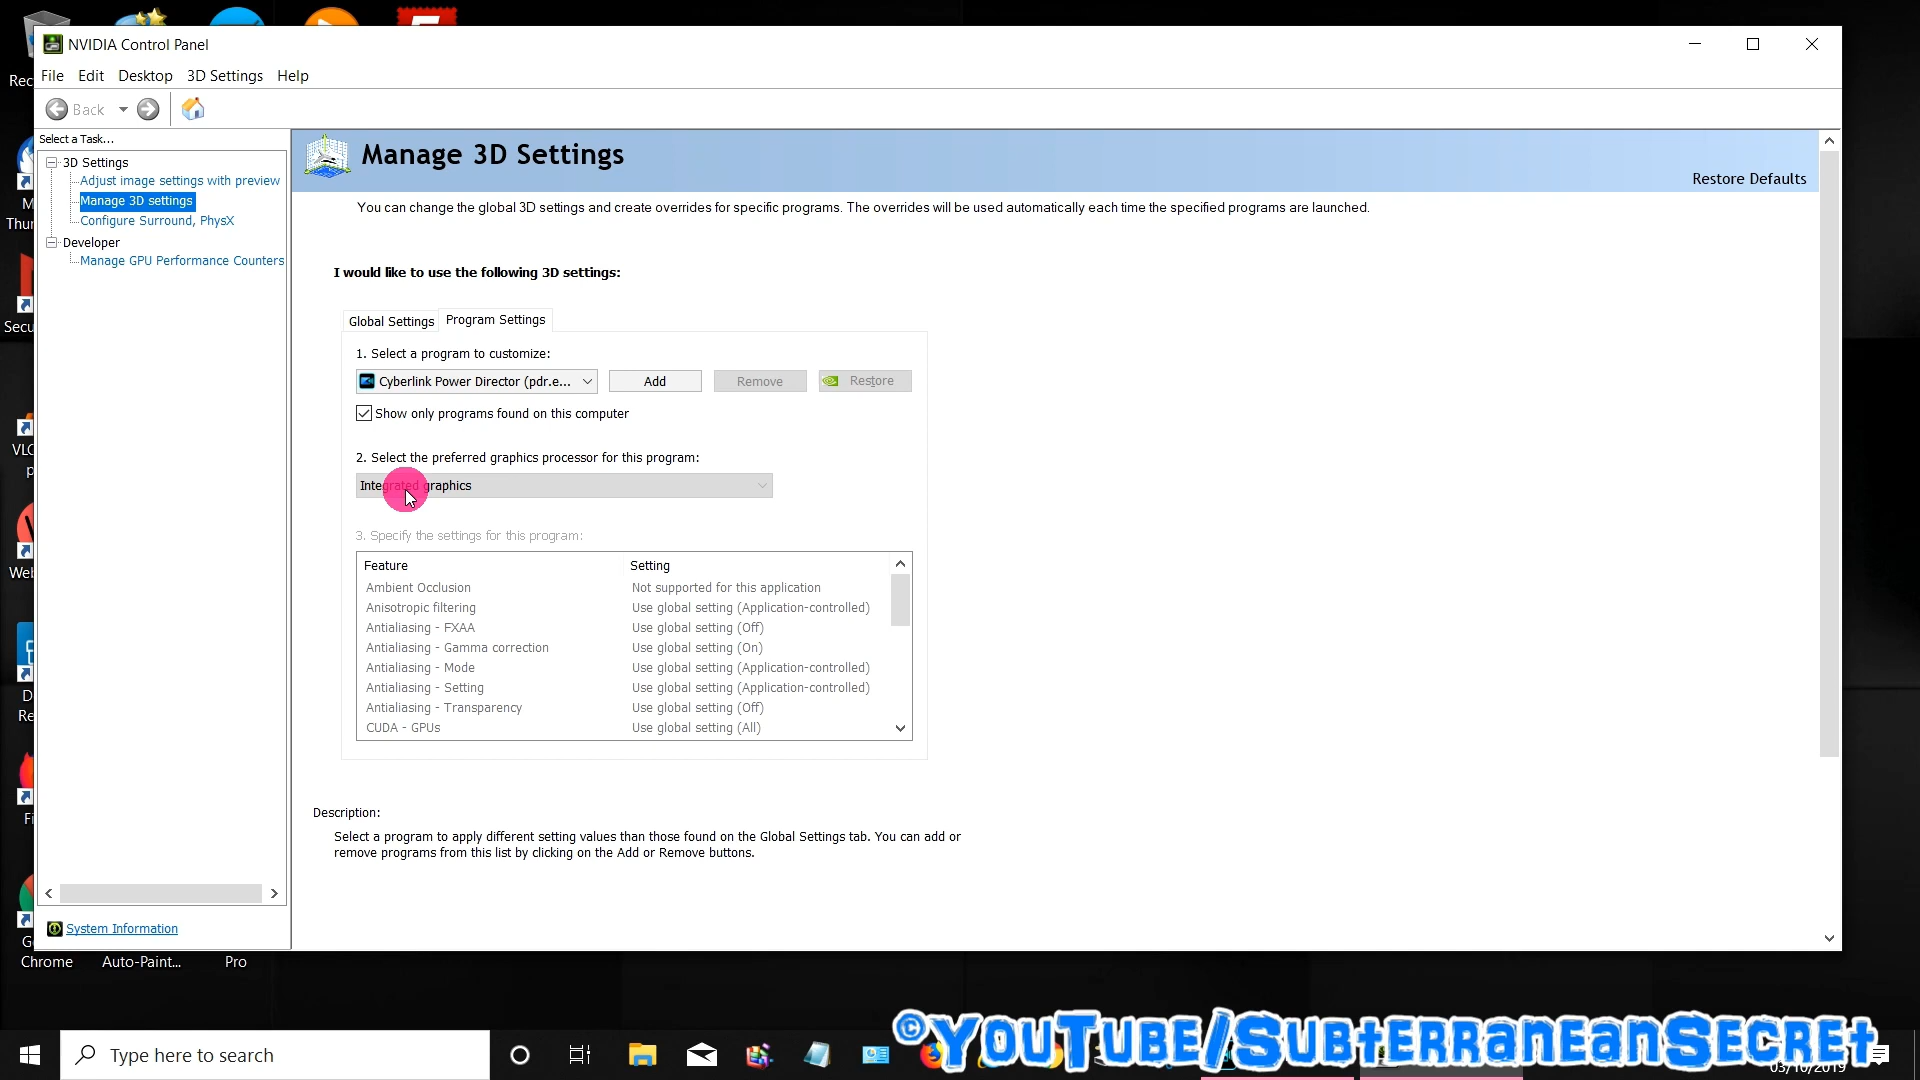 NVIDIA Control Panel
File Edit Desktop 3D Settings Help
Back
Select a Task...
3D Settings
Adjust image settings with preview
Manage 3D settings
Configure Surround, PhysX
Developer
Manage GPU Performance Counters
System Information
Manage 3D Settings
Restore Defaults
You can change the global 3D settings and create overrides for specific programs. The overrides will be used automatically each time the specified programs are launched.
I would like to use the following 3D settings:
Global Settings Program Settings
1. Select a program to customize:
Cyberlink Power Director (pdr.e... Add Remove Restore
Show only programs found on this computer
2. Select the preferred graphics processor for this program:
Integrated graphics
3. Specify the settings for this program:
Feature Setting
Ambient Occlusion Not supported for this application
Anisotropic filtering Use global setting (Application-controlled)
Antialiasing - FXAA Use global setting (Off)
Antialiasing - Gamma correction Use global setting (On)
Antialiasing - Mode Use global setting (Application-controlled)
Antialiasing - Setting Use global setting (Application-controlled)
Antialiasing - Transparency Use global setting (Off)
CUDA - GPUs Use global setting (All)
Description:
Select a program to apply different setting values than those found on the Global Settings tab. You can add or
remove programs from this list by clicking on the Add or Remove buttons.
Rec
M
Thun
Secu
VLC
p
Web
D
Re
Fi
G
Chrome Auto-Paint... Pro
Type here to search
©YouTube/SubterraneanSecret
03/10/2019